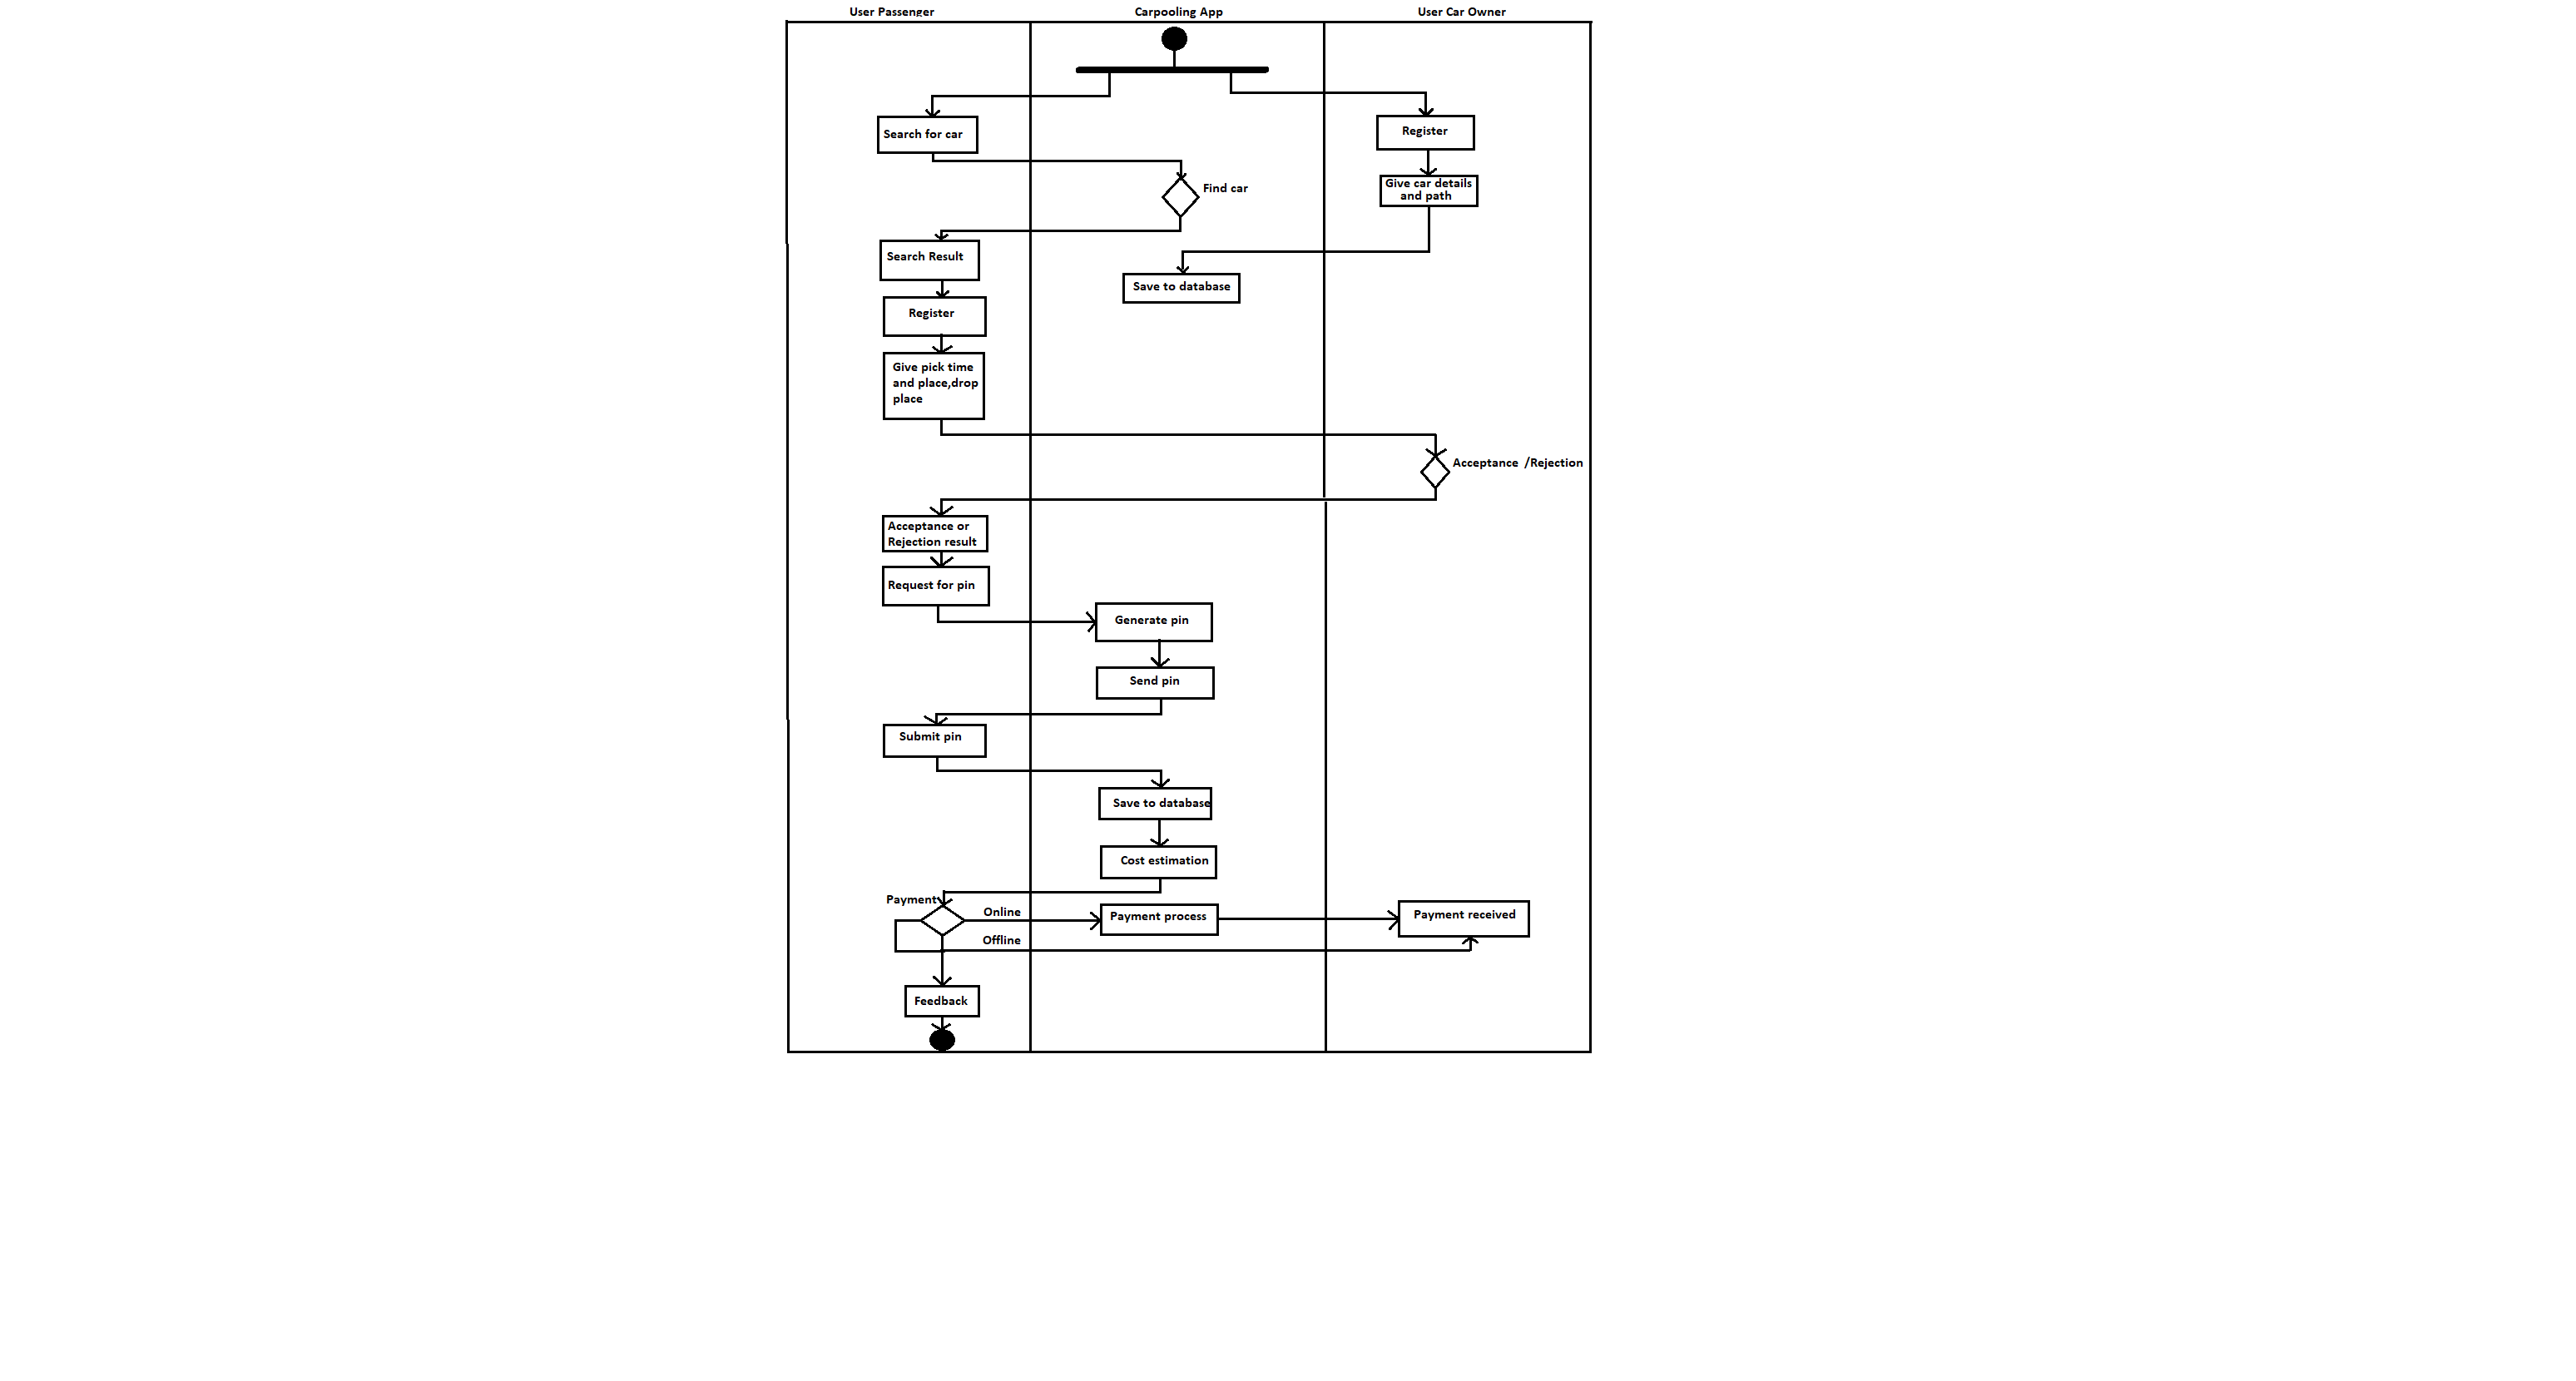 User Passenger
Carpooling App
User Car Owner
Search for car
Register
Find car
Give car details
and path
Search Result
Save to database
Register
Give pick time
and place,drop
place
Acceptance /Rejection
Acceptance or
Rejection result
Request for pin
Generate pin
Send pin
Submit pin
Save to database
Cost estimation
Payment
Online
Payment process
Payment received
Offline
Feedback